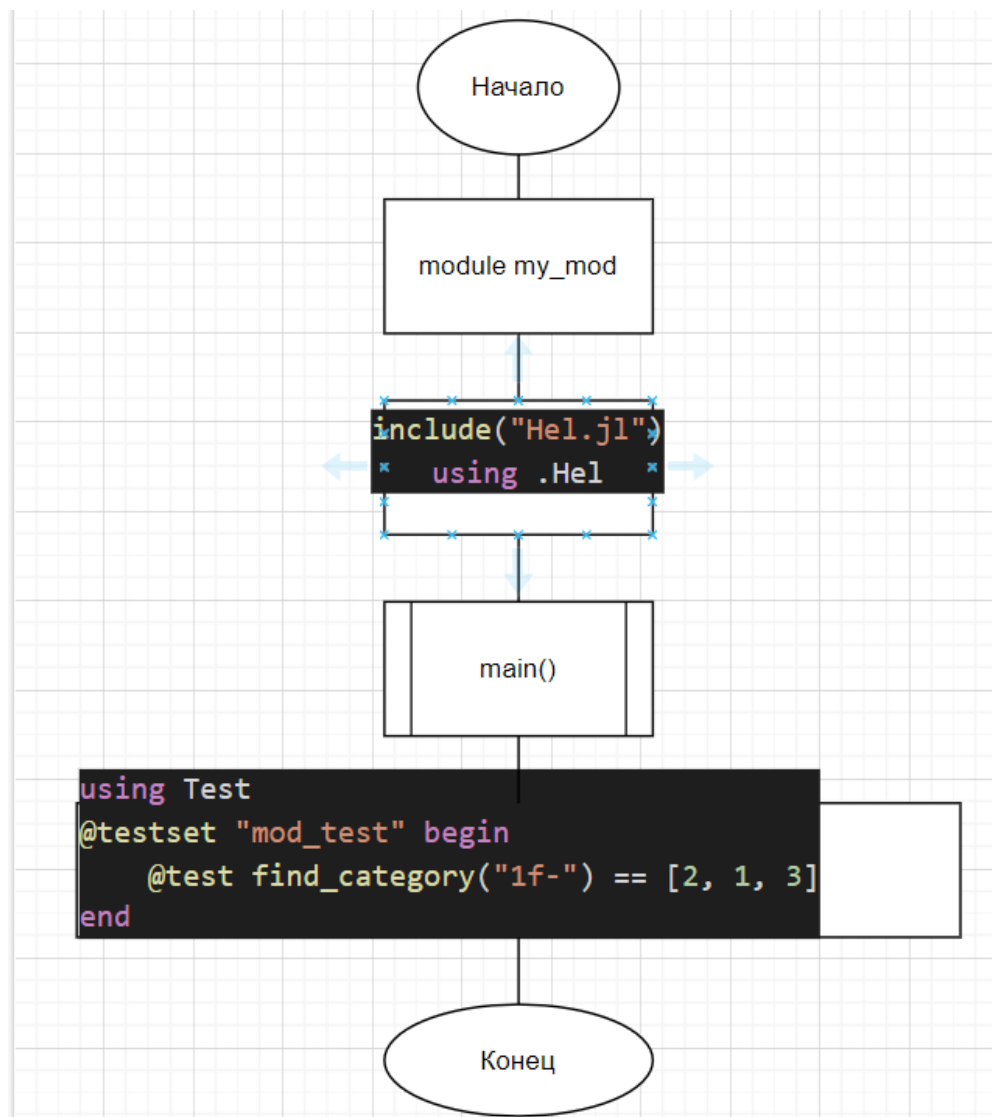 Начало
module my_mod
include("Hel.jl")
using .Hel
main()
using Test
@testset "mod_test" begin
    @test find_category("1f-") == [2, 1, 3]
end
Конец